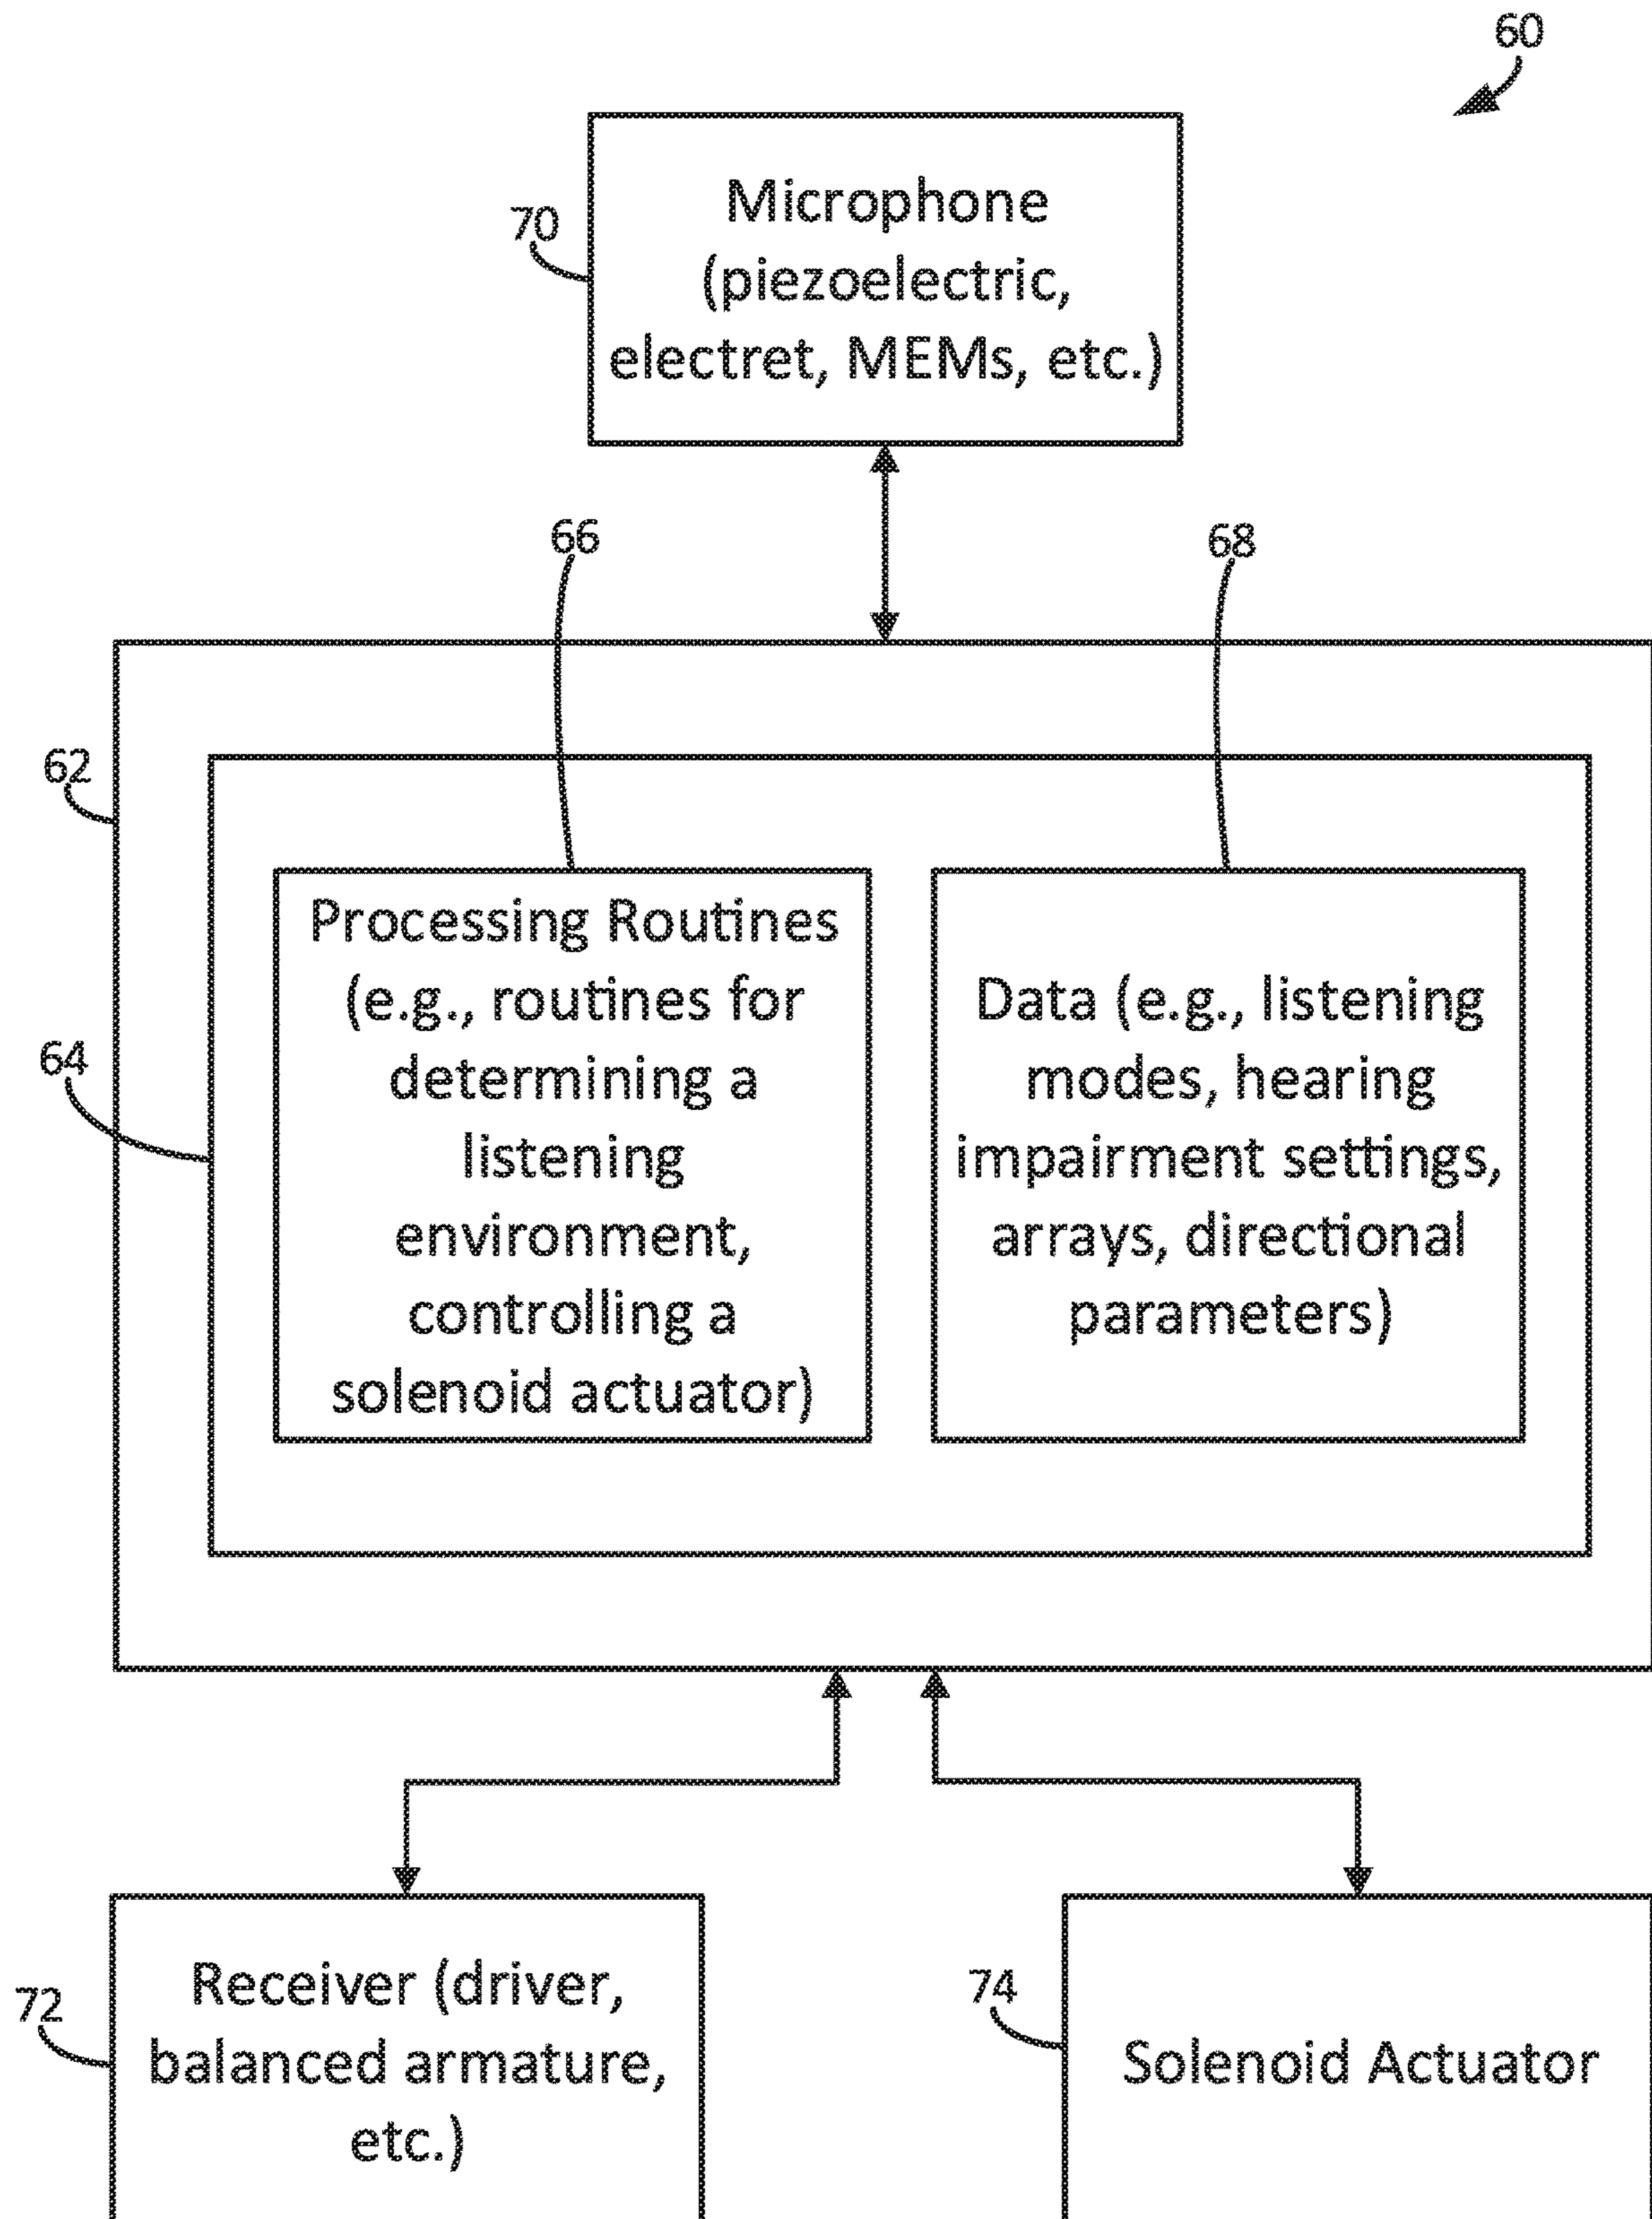 60
70
Microphone
(piezoelectric,
electret, MEMs, etc.)
66
68
62
64
Processing Routines
(e.g., routines for
determining a
listening
environment,
controlling a
solenoid actuator)
Data (e.g., listening
modes, hearing
impairment settings,
arrays, directional
parameters)
72
Receiver (driver,
balanced armature,
etc.)
74
Solenoid Actuator